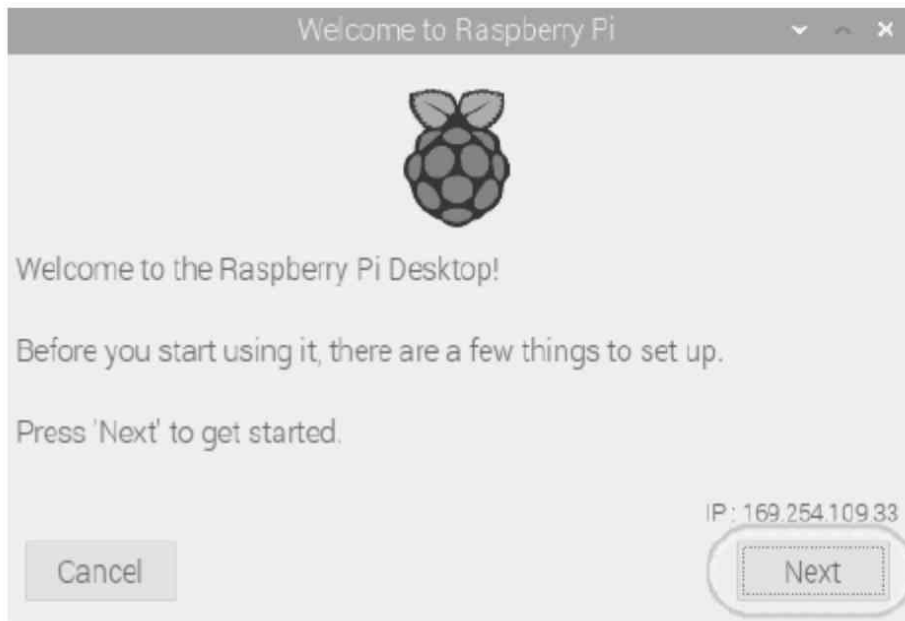 Welcome to Raspberry Pi
Welcome to the Raspberry Pi Desktop!
Before you start using it, there are a few things to set up.
Press 'Next' to get started.
IP : 169.254.109.33
Cancel
Next